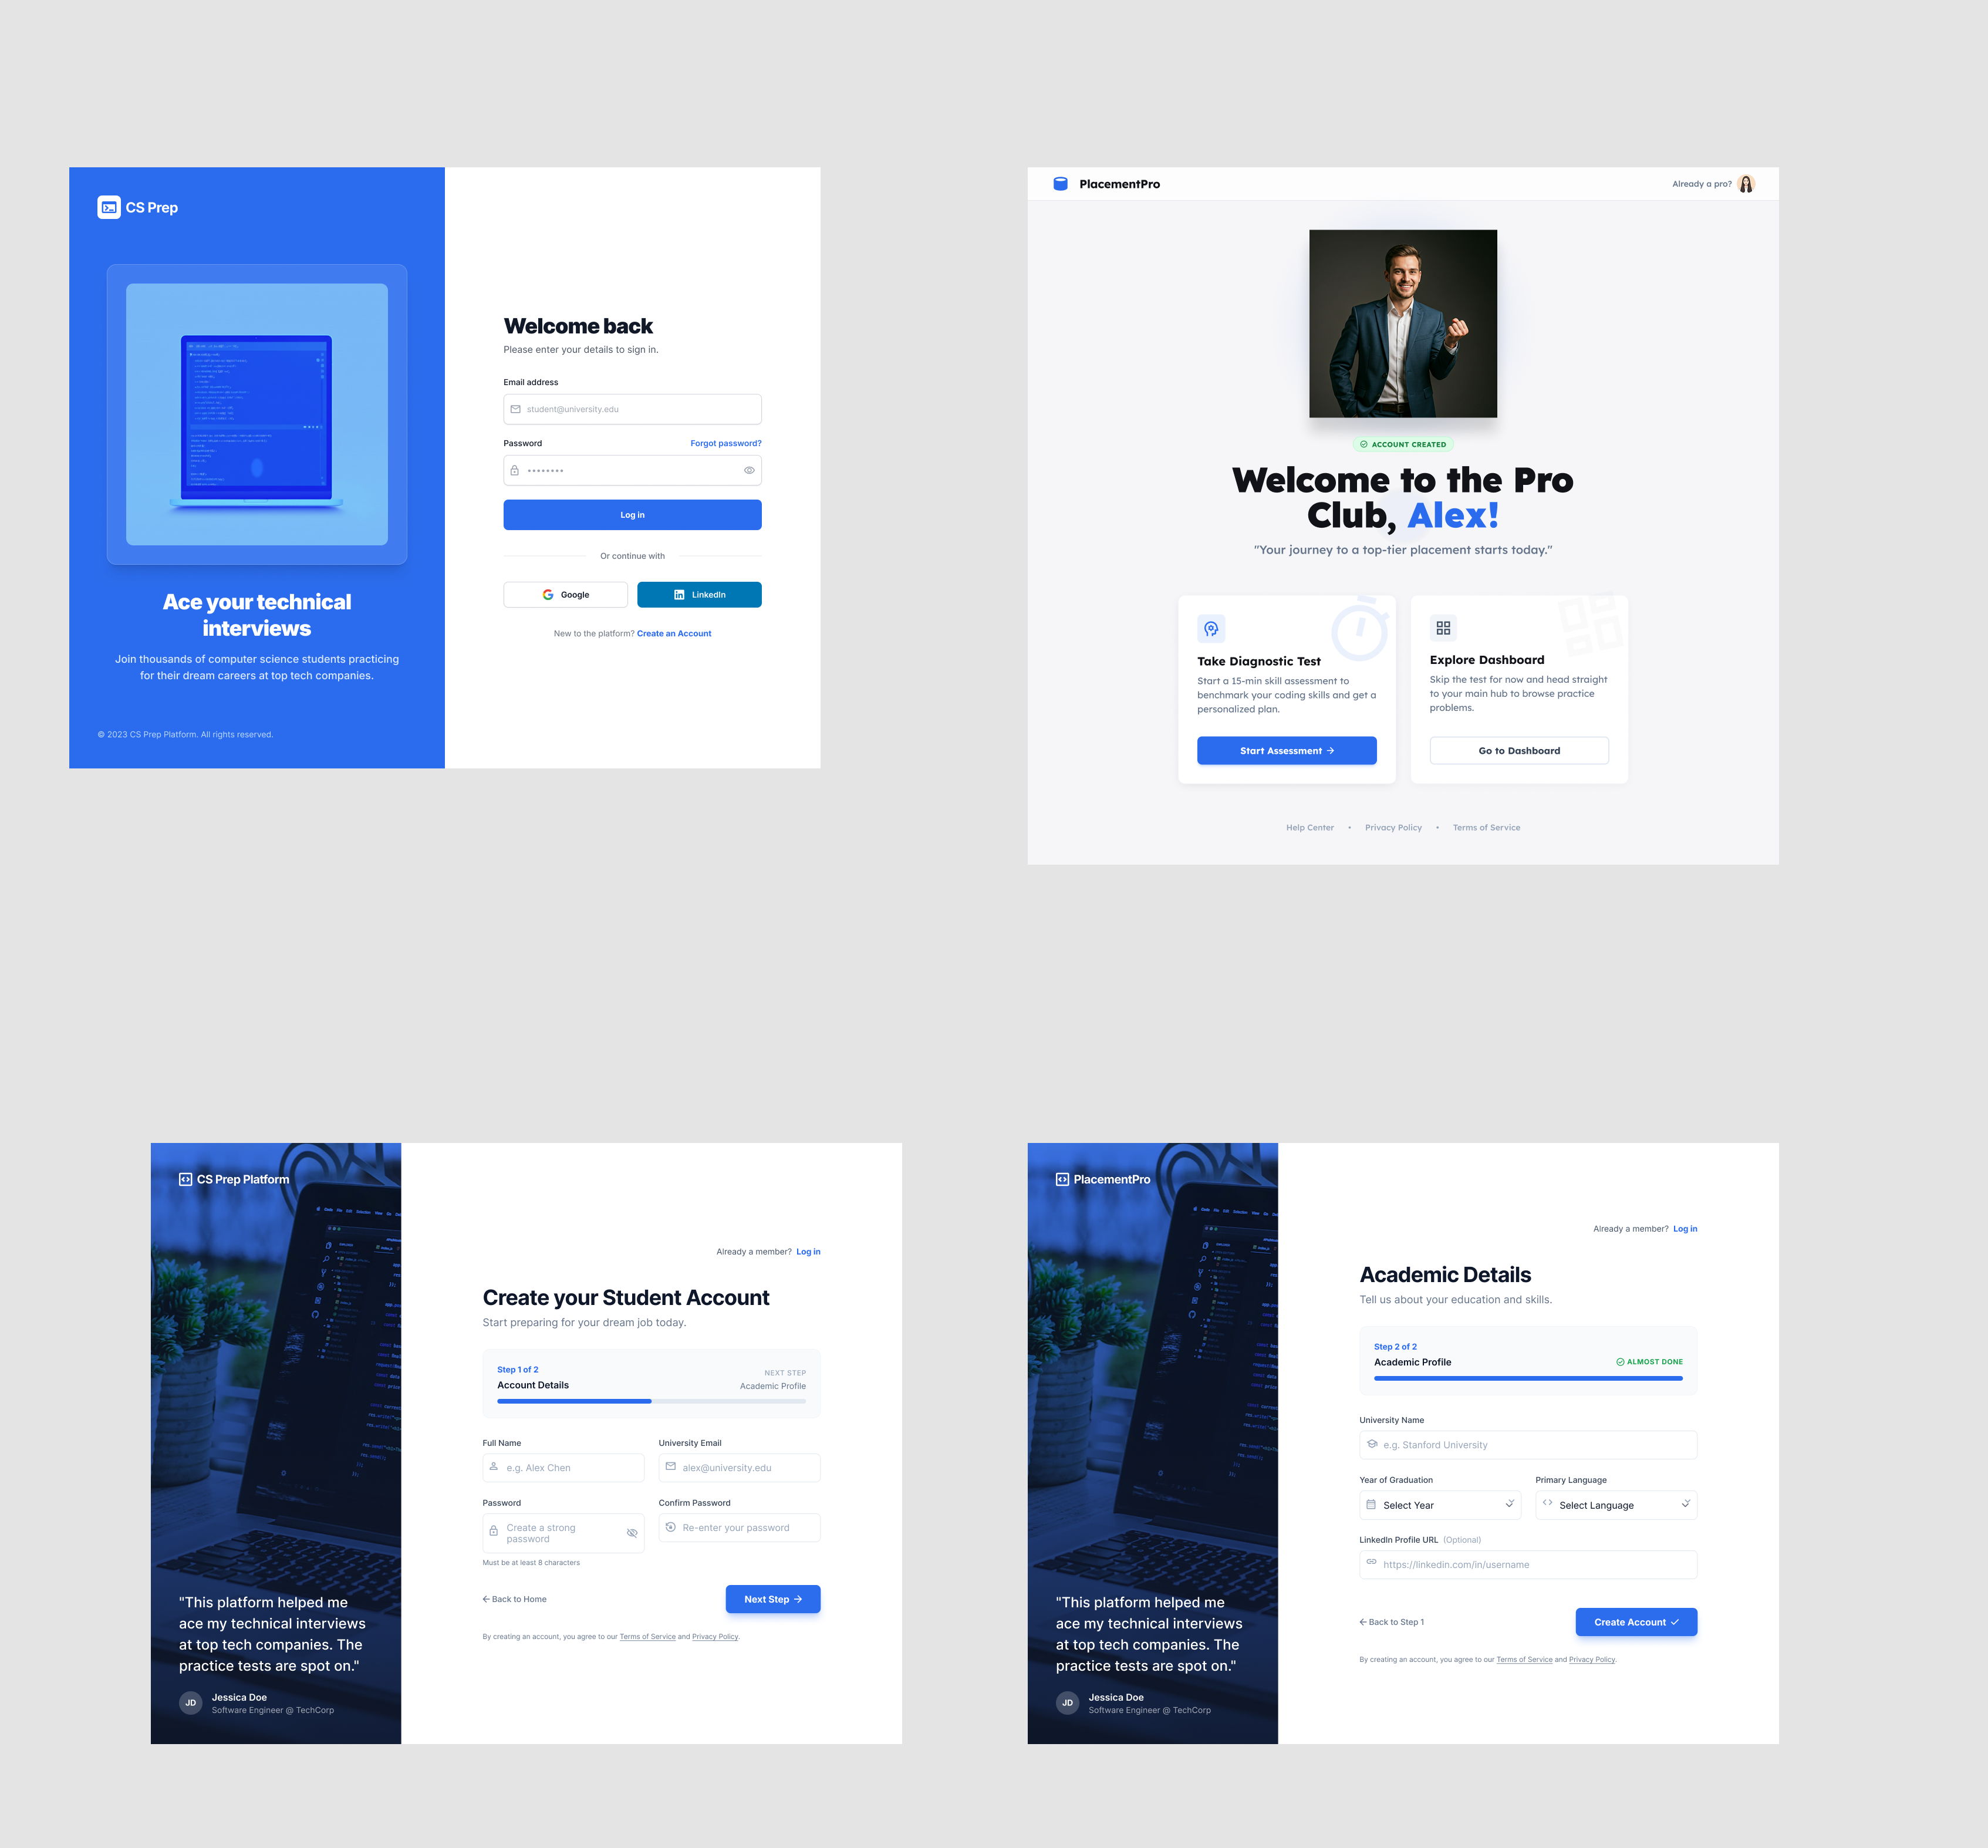 CS Prep
Ace your technical
interviews
Join thousands of computer science students practicing
for their dream careers at top tech companies.
© 2023 CS Prep Platform. All rights reserved.
Welcome back
Please enter your details to sign in.
Email address
student@university.edu
Password
Forgot password?
Log in
Or continue with
Google
LinkedIn
New to the platform? Create an Account
PlacementPro
Already a pro?
ACCOUNT CREATED
Welcome to the Pro
Club, Alex!
"Your journey to a top-tier placement starts today."
Take Diagnostic Test
Start a 15-min skill assessment to
benchmark your coding skills and get a
personalized plan.
Start Assessment
Explore Dashboard
Skip the test for now and head straight
to your main hub to browse practice
problems.
Go to Dashboard
Help Center • Privacy Policy • Terms of Service
CS Prep Platform
"This platform helped me
ace my technical interviews
at top tech companies. The
practice tests are spot on."
JD
Jessica Doe
Software Engineer @ TechCorp
Already a member? Log in
Create your Student Account
Start preparing for your dream job today.
Step 1 of 2
Account Details
NEXT STEP
Academic Profile
Full Name
e.g. Alex Chen
University Email
alex@university.edu
Password
Create a strong
password
Must be at least 8 characters
Confirm Password
Re-enter your password
Back to Home
Next Step
By creating an account, you agree to our Terms of Service and Privacy Policy.
PlacementPro
"This platform helped me
ace my technical interviews
at top tech companies. The
practice tests are spot on."
JD
Jessica Doe
Software Engineer @ TechCorp
Already a member? Log in
Academic Details
Tell us about your education and skills.
Step 2 of 2
Academic Profile
ALMOST DONE
University Name
e.g. Stanford University
Year of Graduation
Select Year
Primary Language
Select Language
LinkedIn Profile URL (Optional)
https://linkedin.com/in/username
Back to Step 1
Create Account
By creating an account, you agree to our Terms of Service and Privacy Policy.